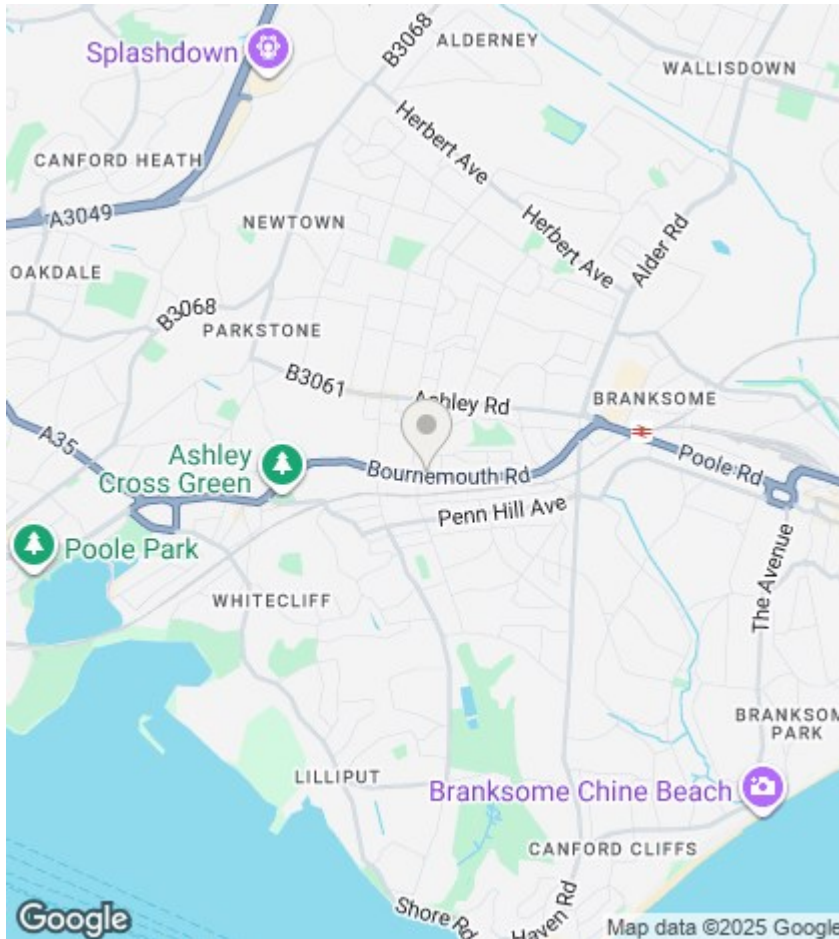 B3068
ALDERNEY
Splashdown
WALLISDOWN
Herbert Ave
CANFORD HEATH
Herbert Ave
A3049
NEWTOWN
Alder Rd
OAKDALE
B3068
PARKSTONE
B3061
Ashley Rd
BRANKSOME
A35
Ashley
Cross Green
Bournemouth Rd
Poole Rd
Penn Hill Ave
Poole Park
The Avenue
WHITECLIFF
BRANKSOM
PARK
LILLIPUT
Branksome Chine Beach
CANFORD CLIFFS
Shore Rd
Haven Rd
Google
Map data ©2025 Google